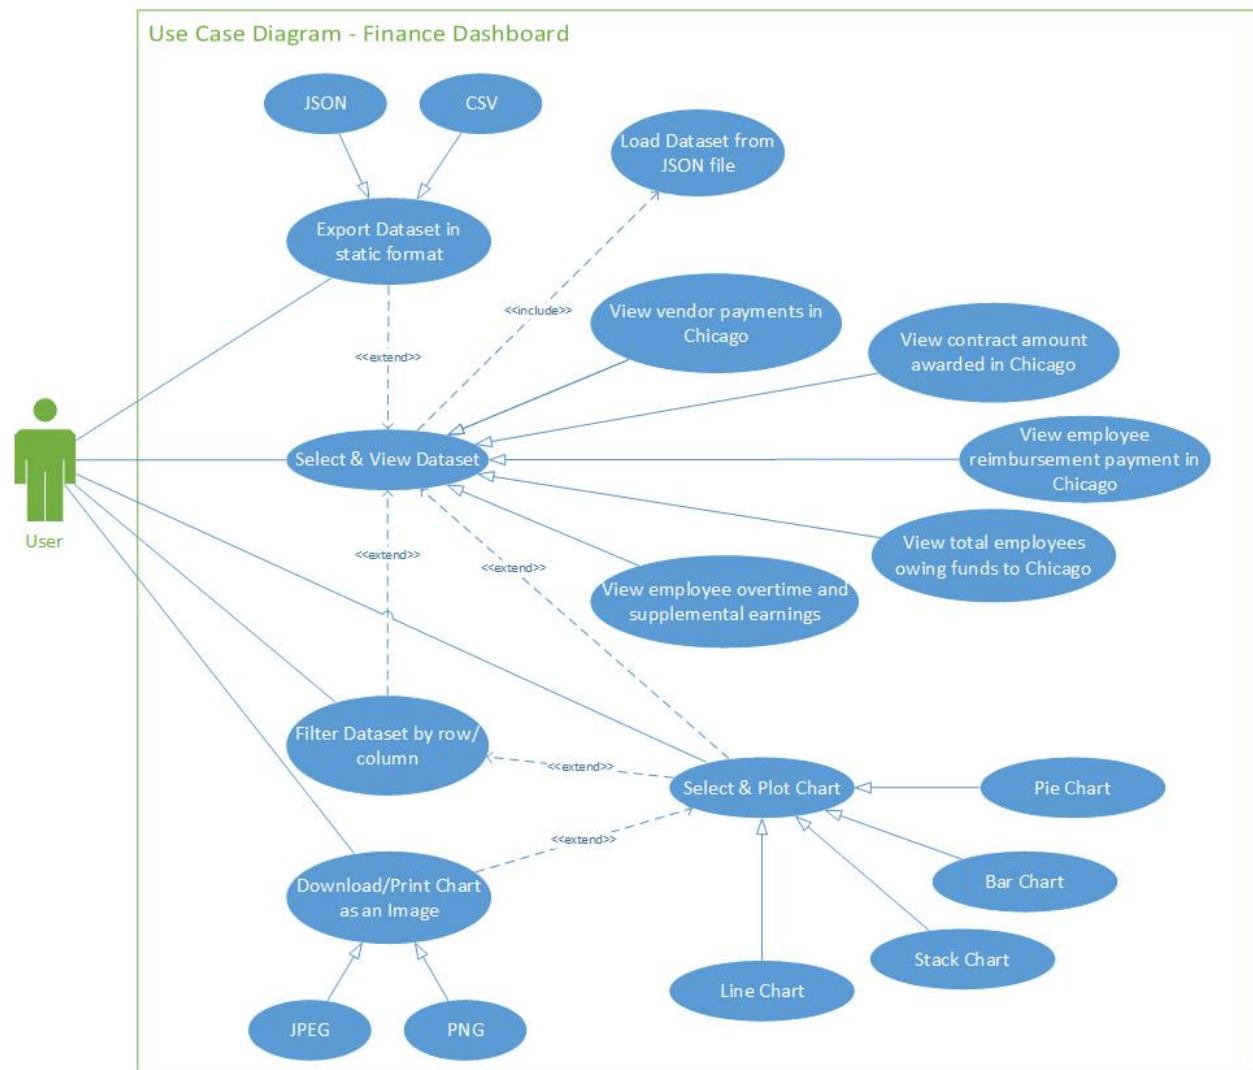 Use Case Diagram - Finance Dashboard
JSON
CSV
Load Dataset from
JSON file
Export Dataset in
static format
<<include>>
View vendor payments in
Chicago
View contract amount
awarded in Chicago
<<extend>>
Select & View Dataset
View employee
reimbursement payment in
Chicago
User
<<extend>>
<<extend>>
View total employees
owing funds to Chicago
View employee overtime and
supplemental earnings
Filter Dataset by row/
column
<<extend>>
Select & Plot Chart
Pie Chart
<<extend>>
Download/Print Chart
as an Image
Bar Chart
Stack Chart
Line Chart
JPEG
PNG